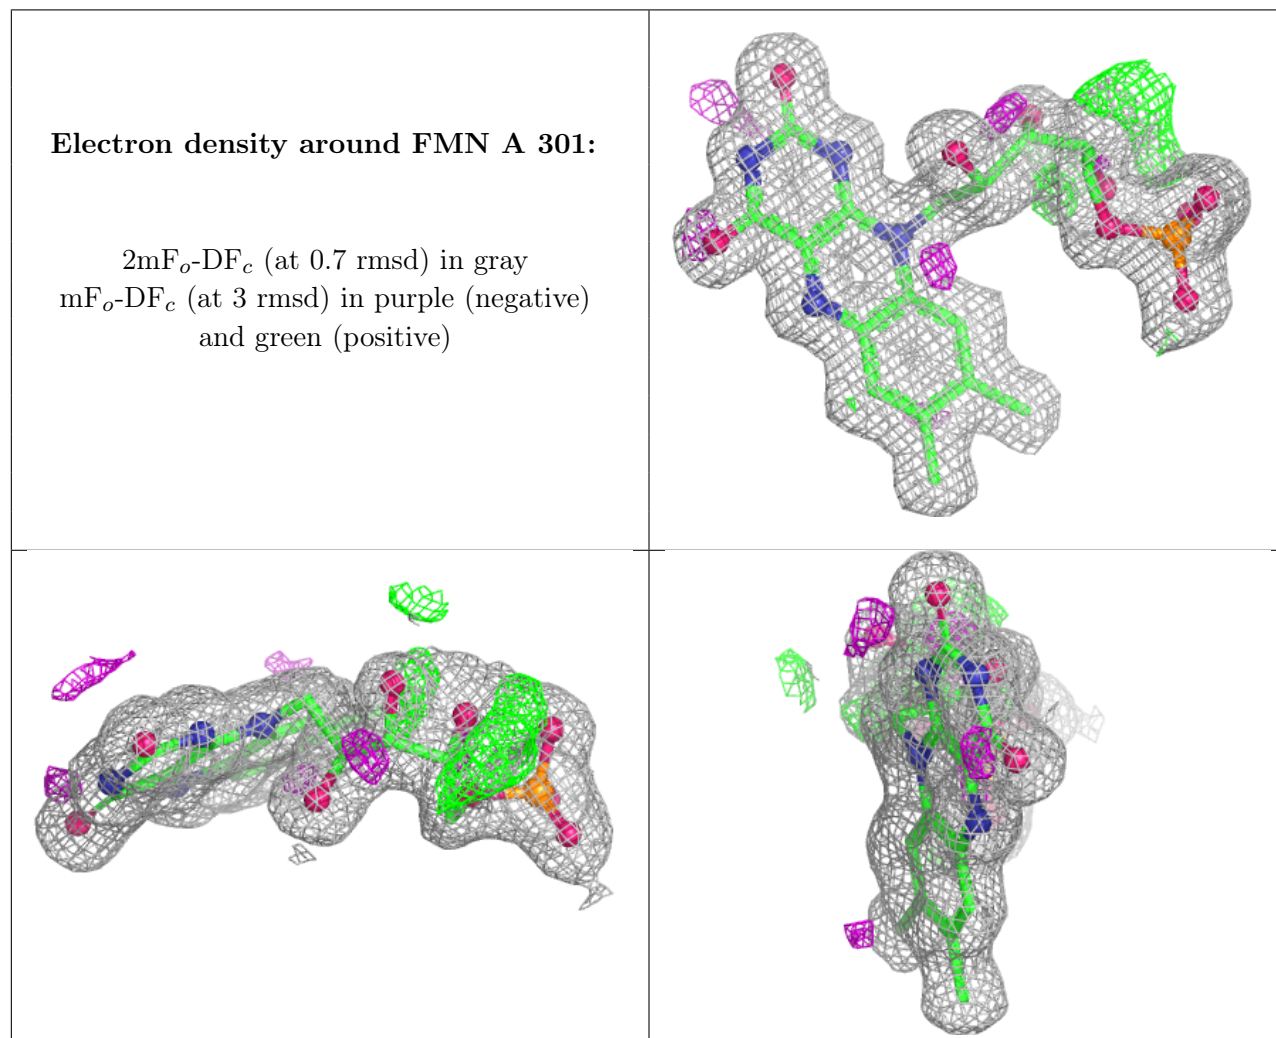 Electron density around FMN A 301:
2mFₒ-DF𝒸 (at 0.7 rmsd) in gray
mFₒ-DF𝒸 (at 3 rmsd) in purple (negative)
and green (positive)